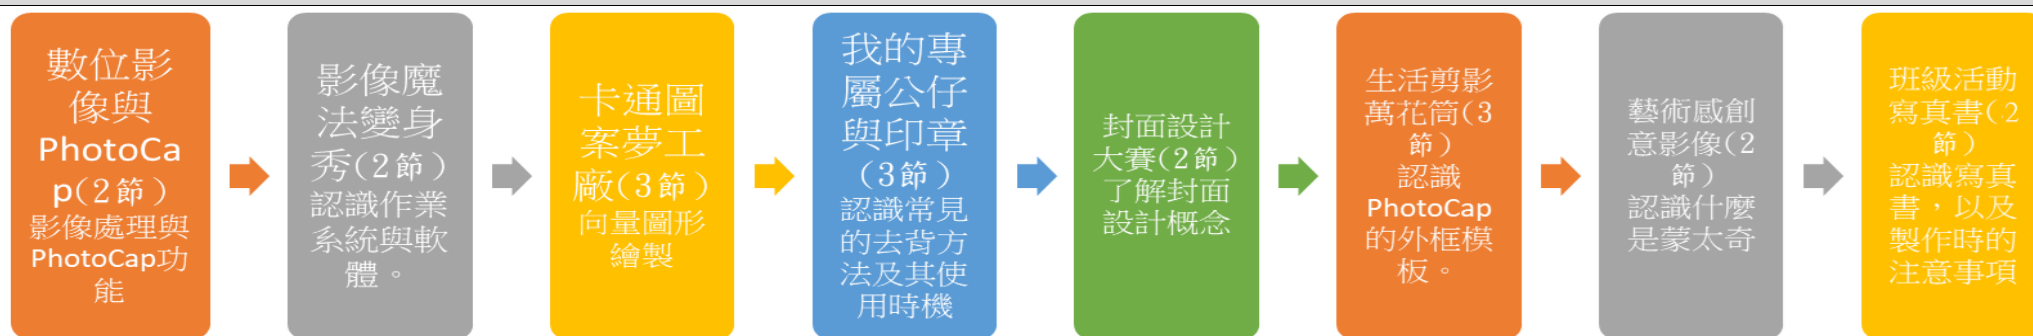 數位影
像與
PhotoCa
p(2節)
影像處理與
PhotoCap功
能
影像魔
法變身
秀(2節)
認識作業
系統與軟
體。
卡通圖
案夢工
廠(3節)
向量圖形
繪製
我的專
屬公仔
與印章
(3節)
認識常見
的去背方
法及其使
用時機
封面設計
大賽(2節)
了解封面
設計概念
生活剪影
萬花筒(3
節)
認識
PhotoCap
的外框模
板。
藝術感創
意影像(2
節)
認識什麼
是蒙太奇
班級活動
寫真書(2
節)
認識寫真
書，以及
製作時的
注意事項